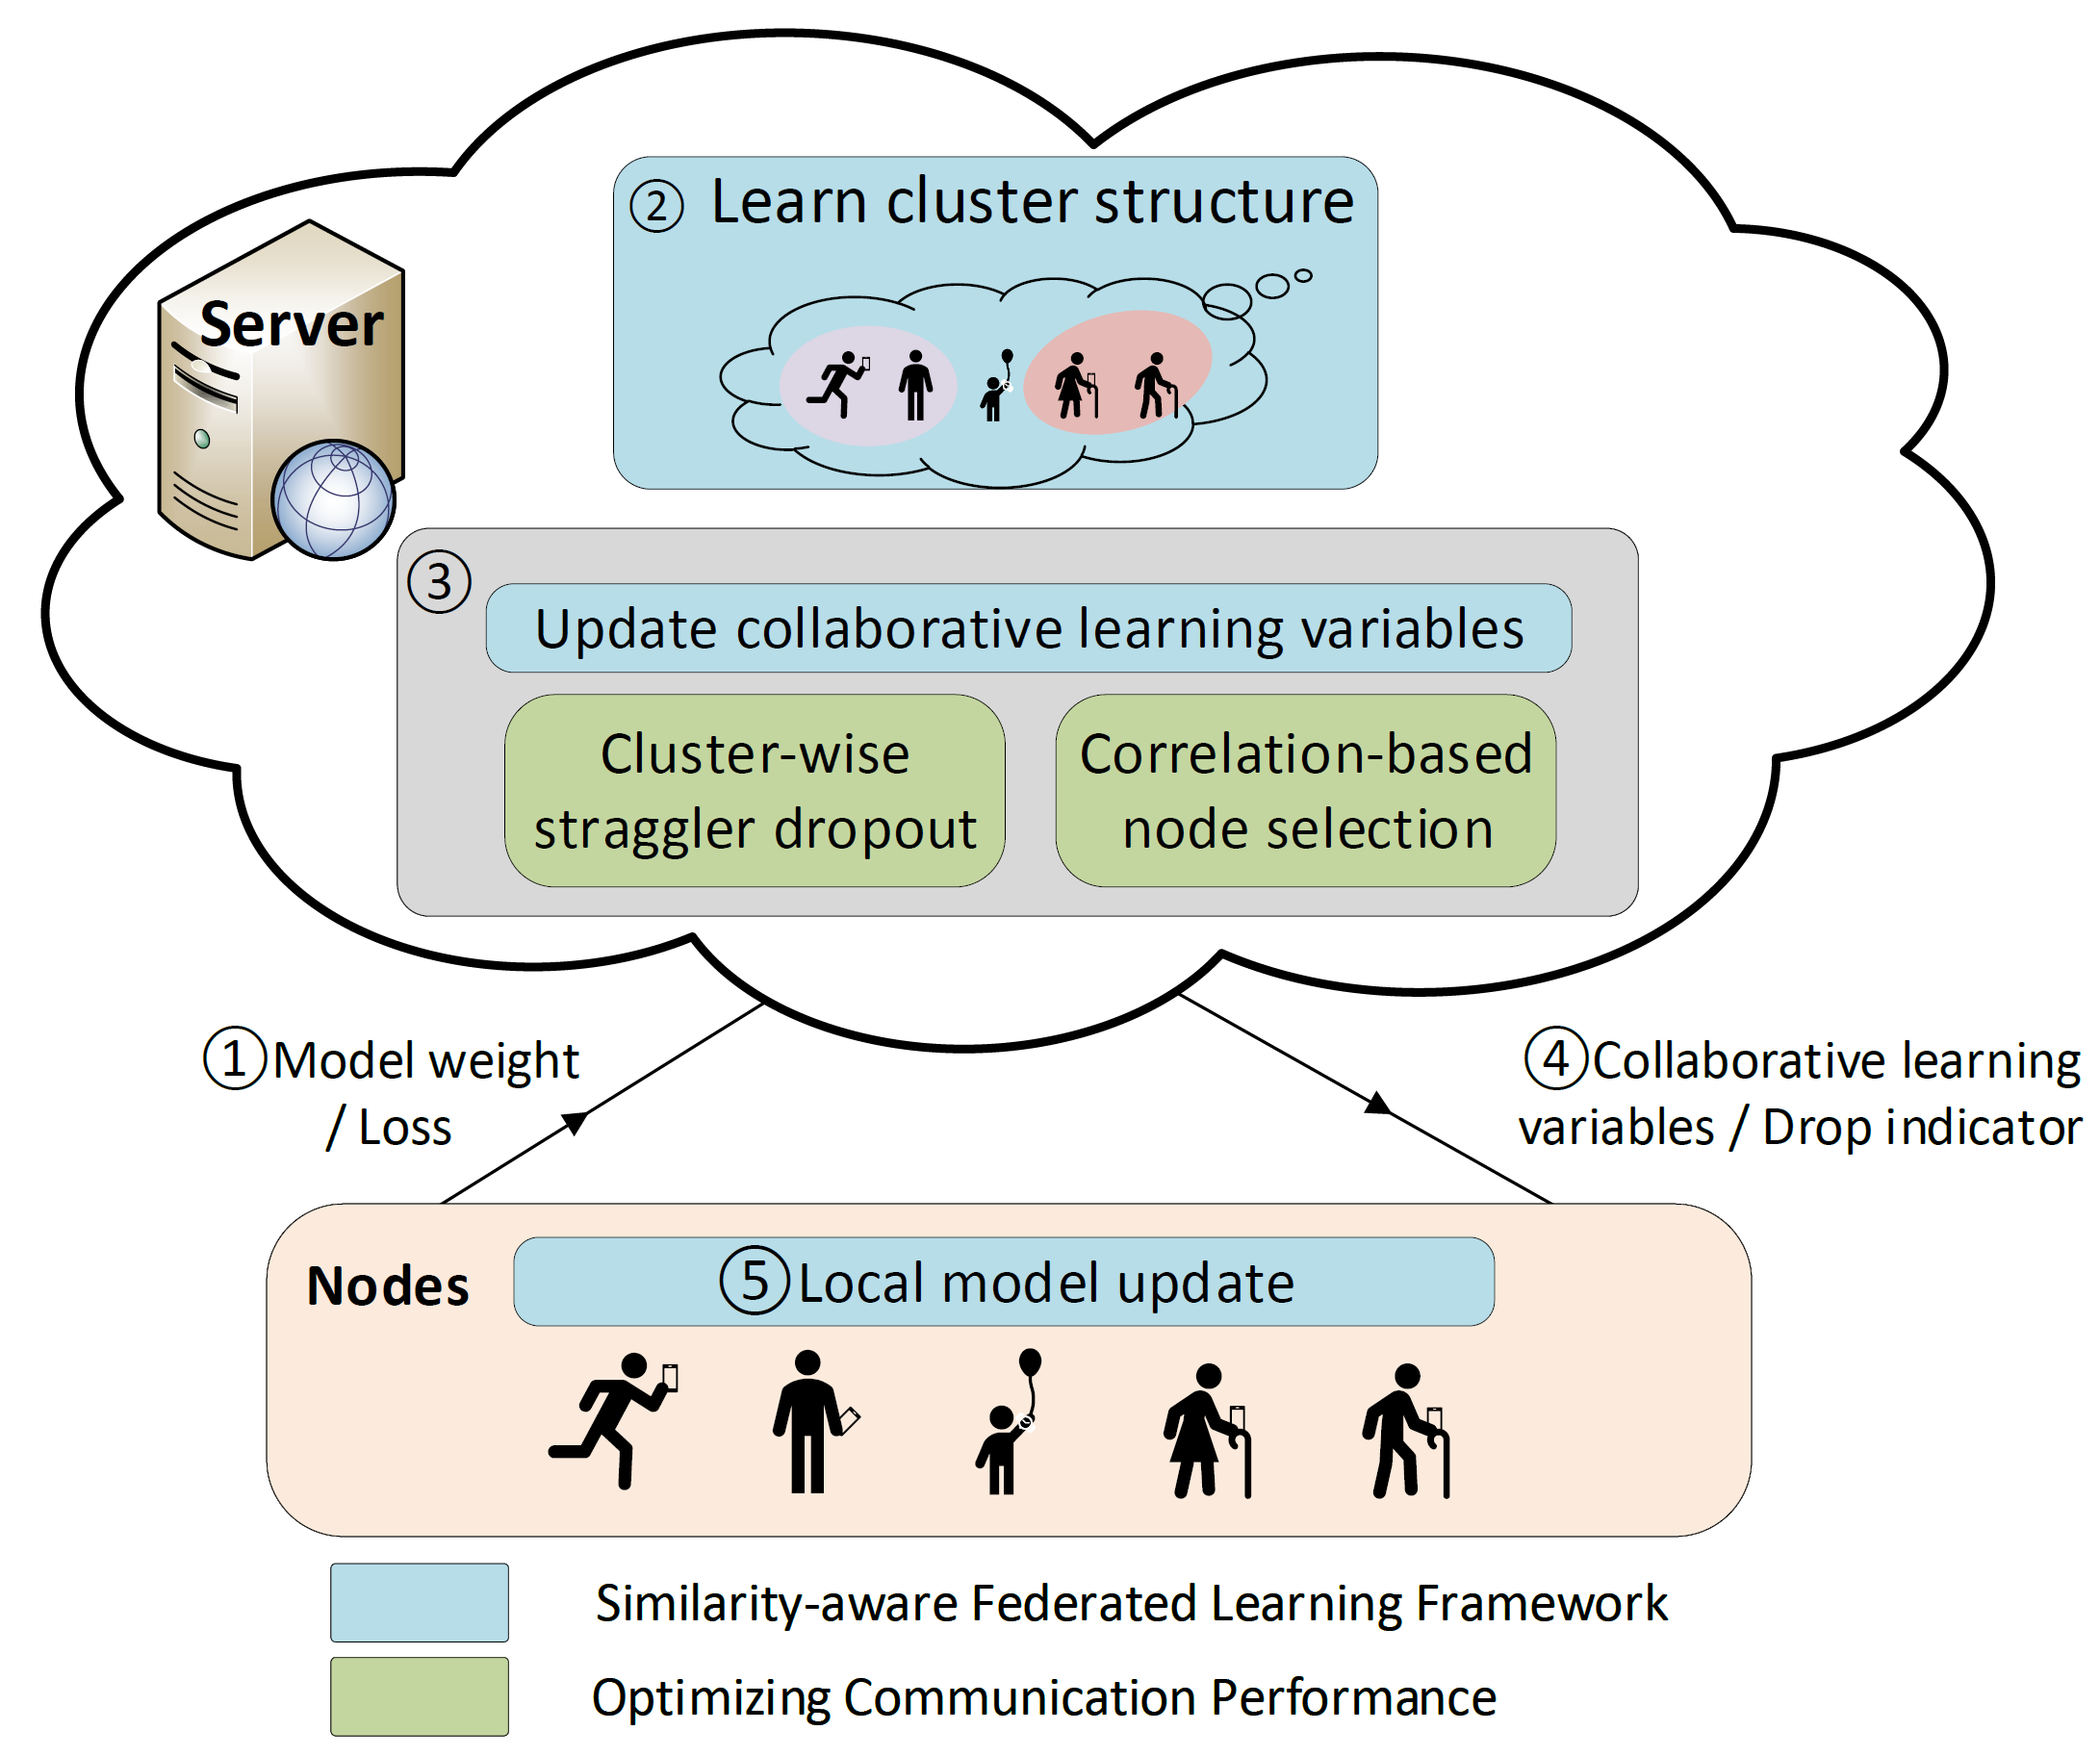 ② Learn cluster structure
Server
③
Update collaborative learning variables
Cluster-wise
straggler dropout
Correlation-based
node selection
①Model weight
/ Loss
④Collaborative learning
variables / Drop indicator
Nodes
⑤Local model update
Similarity-aware Federated Learning Framework
Optimizing Communication Performance